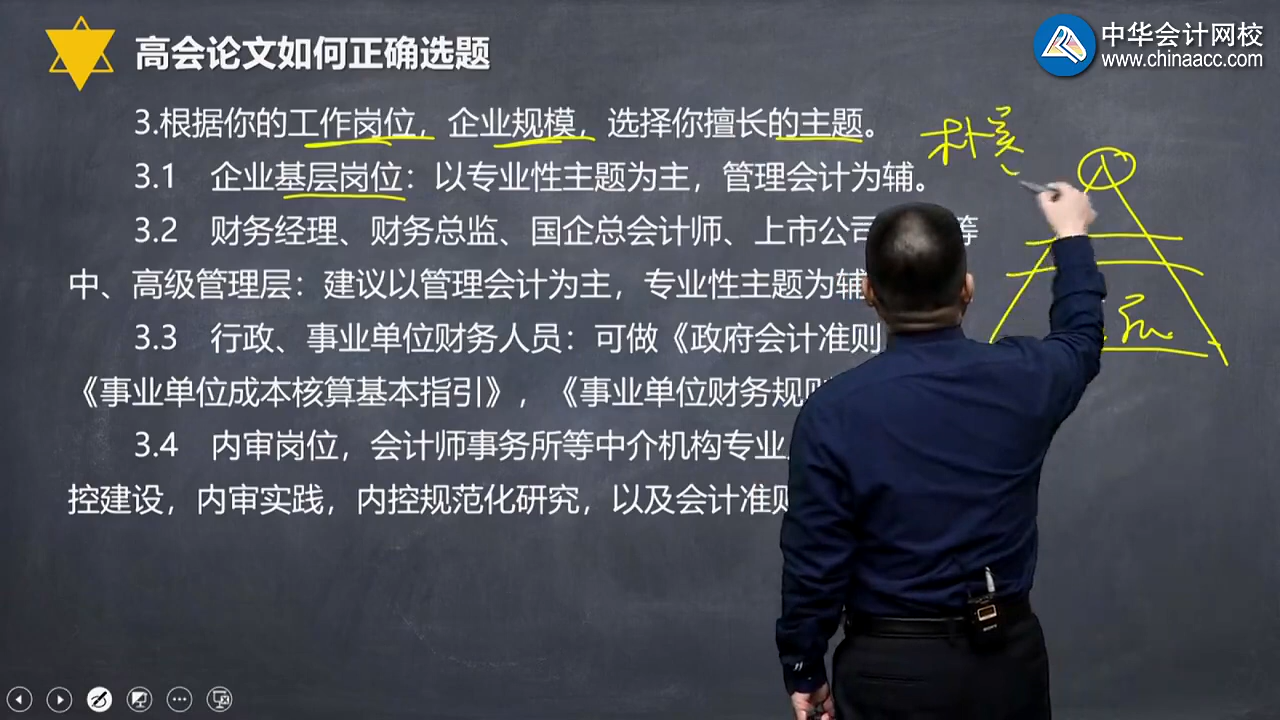 高会论文如何正确选题
中华会计网校
www.chinaacc.com
3.根据你的工作岗位，企业规模，选择你擅长的主题。
3.1 企业基层岗位：以专业性主题为主，管理会计为辅。
3.2 财务经理、财务总监、国企总会计师、上市公司 等
中、高级管理层：建议以管理会计为主，专业性主题为辅
3.3 行政、事业单位财务人员：可做《政府会计准则
《事业单位成本核算基本指引》，《事业单位财务规则
3.4 内审岗位，会计师事务所等中介机构专业
控建设，内审实践，内控规范化研究，以及会计准则